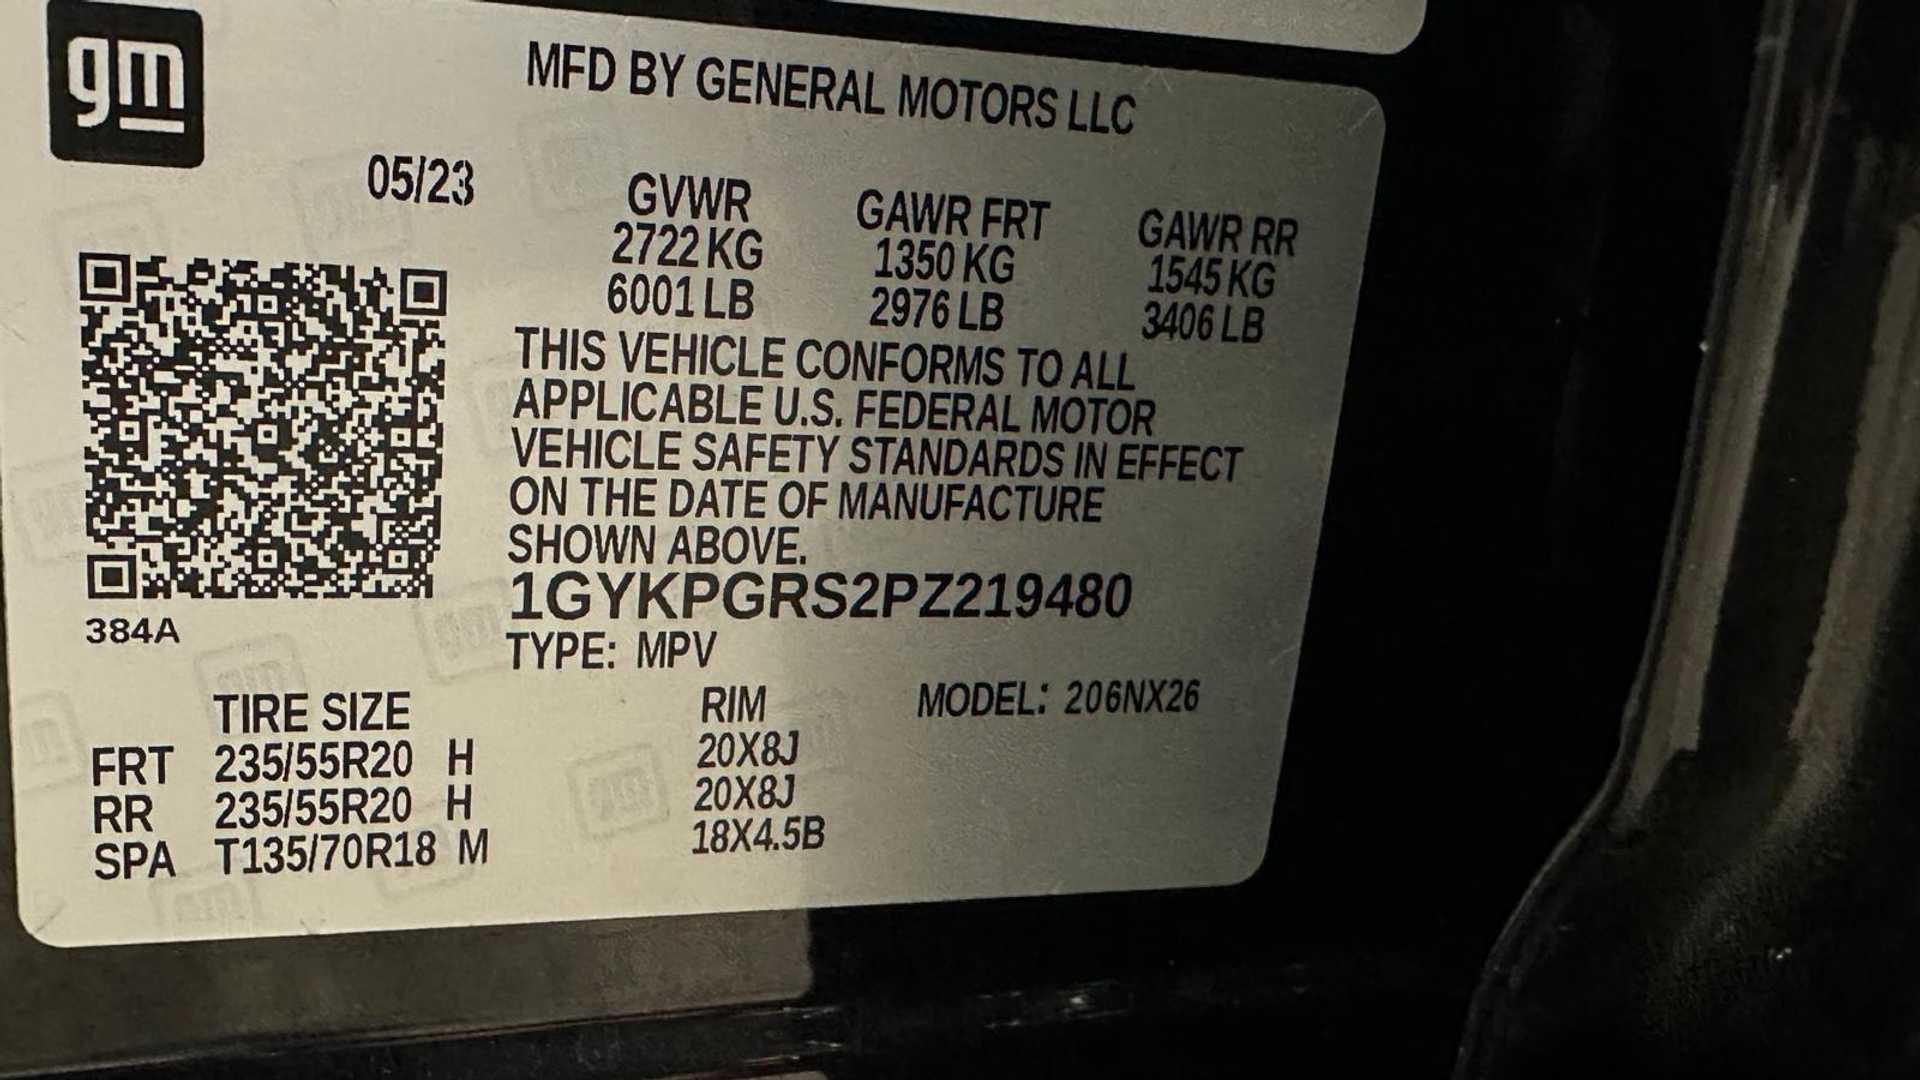 gm
MFD BY GENERAL MOTORS LLC
05/23
GVWR GAWR FRT GAWR RR
2722 KG 1350 KG 1545 KG
6001 LB 2976 LB 3406 LB
THIS VEHICLE CONFORMS TO ALL
APPLICABLE U.S. FEDERAL MOTOR
VEHICLE SAFETY STANDARDS IN EFFECT
ON THE DATE OF MANUFACTURE
SHOWN ABOVE.
1GYKPGRS2PZ219480
384A
TYPE: MPV
TIRE SIZE RIM MODEL: 206NX26
FRT 235/55R20 H 20X8J
RR 235/55R20 H 20X8J
SPA T135/70R18 M 18X4.5B